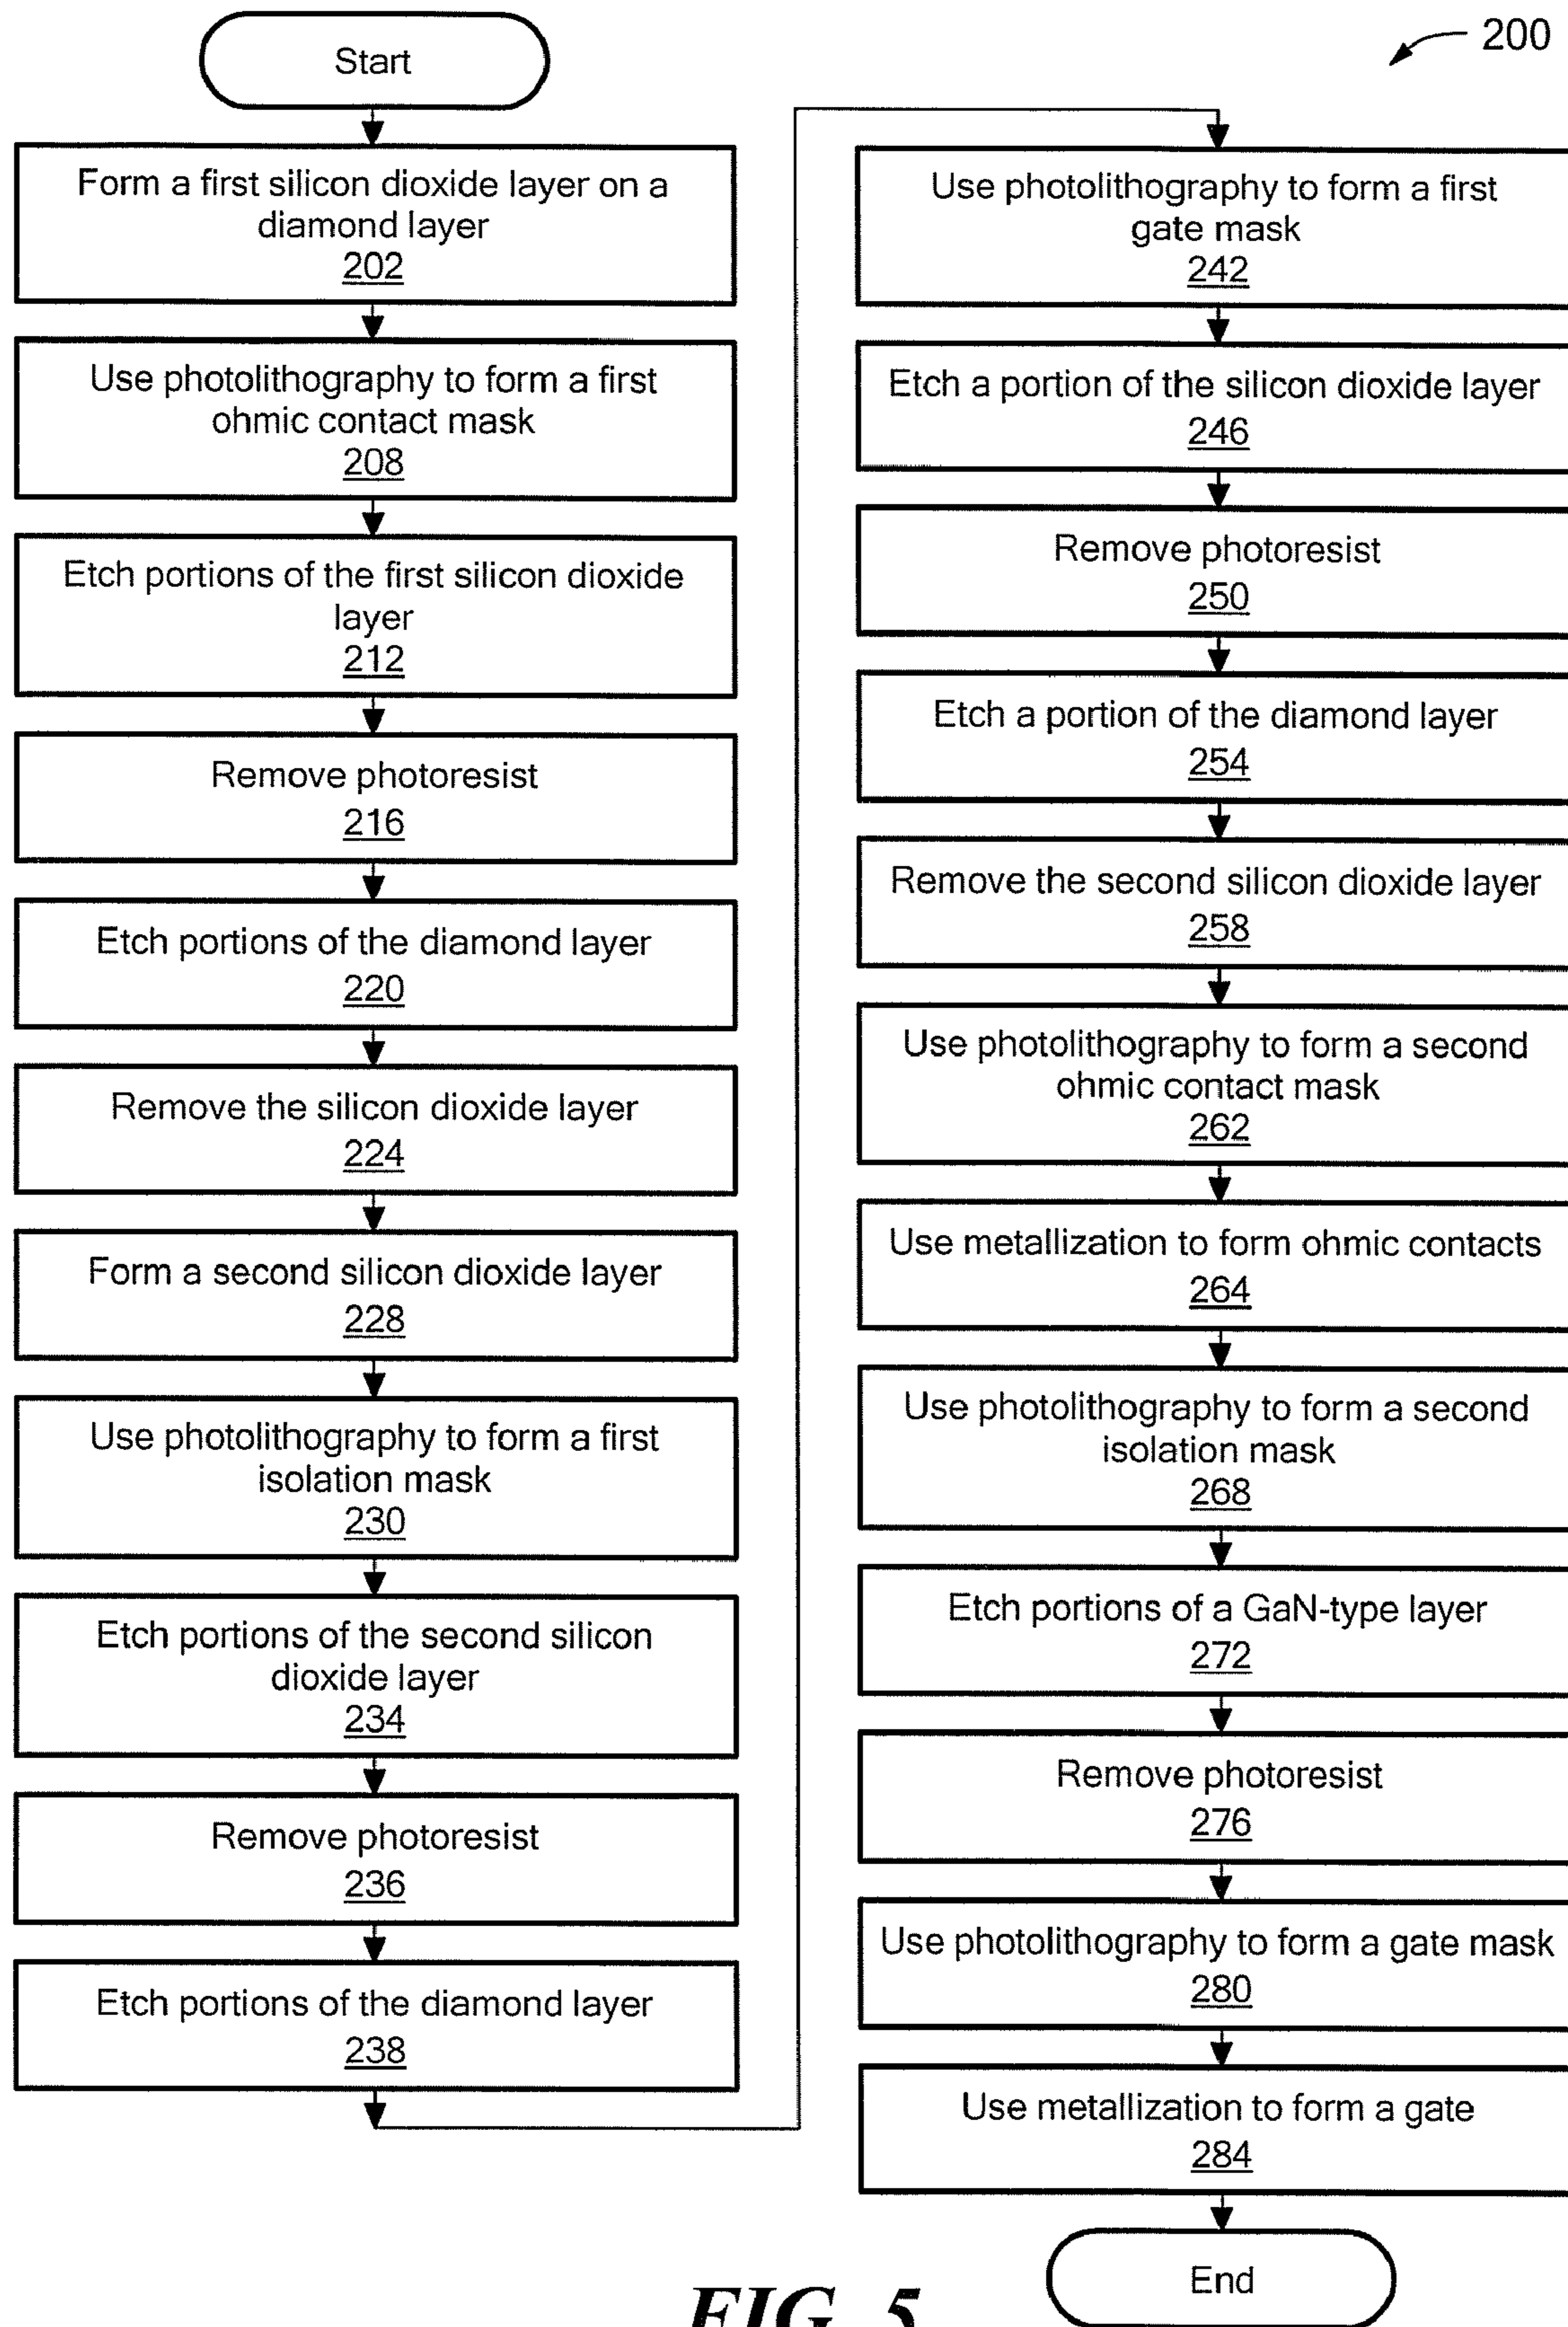 200
Start
Form a first silicon dioxide layer on a
diamond layer
202
Use photolithography to form a first
ohmic contact mask
208
Etch portions of the first silicon dioxide
layer
212
Remove photoresist
216
Etch portions of the diamond layer
220
Remove the silicon dioxide layer
224
Form a second silicon dioxide layer
228
Use photolithography to form a first
isolation mask
230
Etch portions of the second silicon
dioxide layer
234
Remove photoresist
236
Etch portions of the diamond layer
238
Use photolithography to form a first
gate mask
242
Etch a portion of the silicon dioxide layer
246
Remove photoresist
250
Etch a portion of the diamond layer
254
Remove the second silicon dioxide layer
258
Use photolithography to form a second
ohmic contact mask
262
Use metallization to form ohmic contacts
264
Use photolithography to form a second
isolation mask
268
Etch portions of a GaN-type layer
272
Remove photoresist
276
Use photolithography to form a gate mask
280
Use metallization to form a gate
284
End
FIG. 5